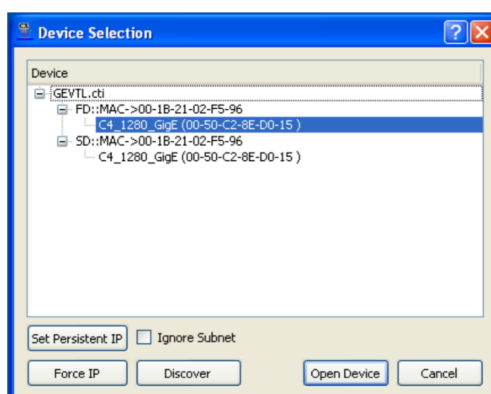 Device Selection
Device
GEVTL.cti
FD::MAC->00-1B-21-02-F5-96
C4_1280_GigE (00-50-C2-8E-D0-15 )
SD::MAC->00-1B-21-02-F5-96
C4_1280_GigE (00-50-C2-8E-D0-15 )
Set Persistent IP Ignore Subnet
Force IP Discover Open Device Cancel